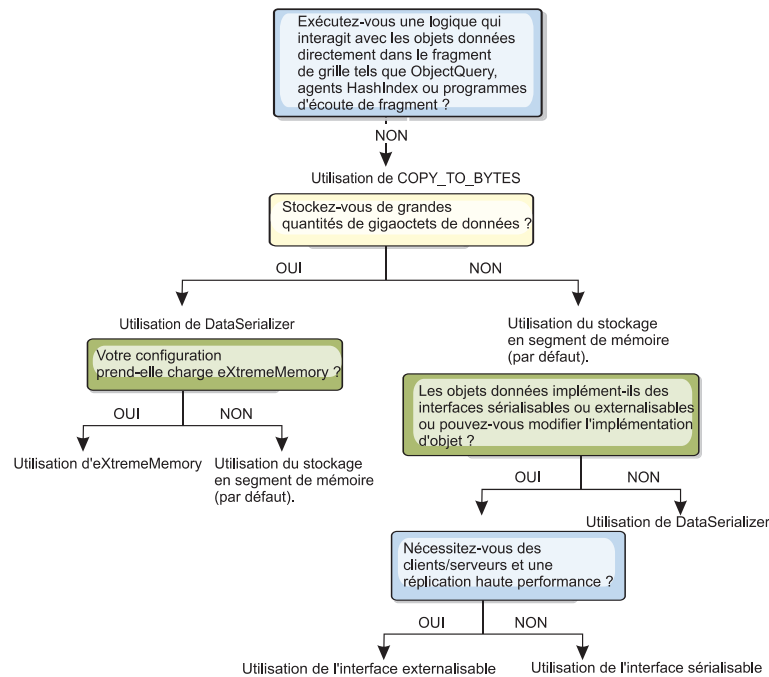 Exécutez-vous une logique qui
interagit avec les objets données
directement dans le fragment
de grille tels que ObjectQuery,
agents HashIndex ou programmes
d'écoute de fragment ?
NON
Utilisation de COPY_TO_BYTES
Stockez-vous de grandes
quantités de gigaoctets de données ?
OUI
NON
Utilisation de DataSerializer
Utilisation du stockage
en segment de mémoire
(par défaut).
Votre configuration
prend-elle charge eXtremeMemory ?
Les objets données implément-ils des
interfaces sérialisables ou externalisables
ou pouvez-vous modifier l'implémentation
d'objet ?
OUI
NON
Utilisation d'eXtremeMemory
Utilisation du stockage
en segment de mémoire
(par défaut).
OUI
NON
Utilisation de DataSerializer
Nécessitez-vous des
clients/serveurs et une
réplication haute performance ?
OUI
NON
Utilisation de l'interface externalisable
Utilisation de l'interface sérialisable